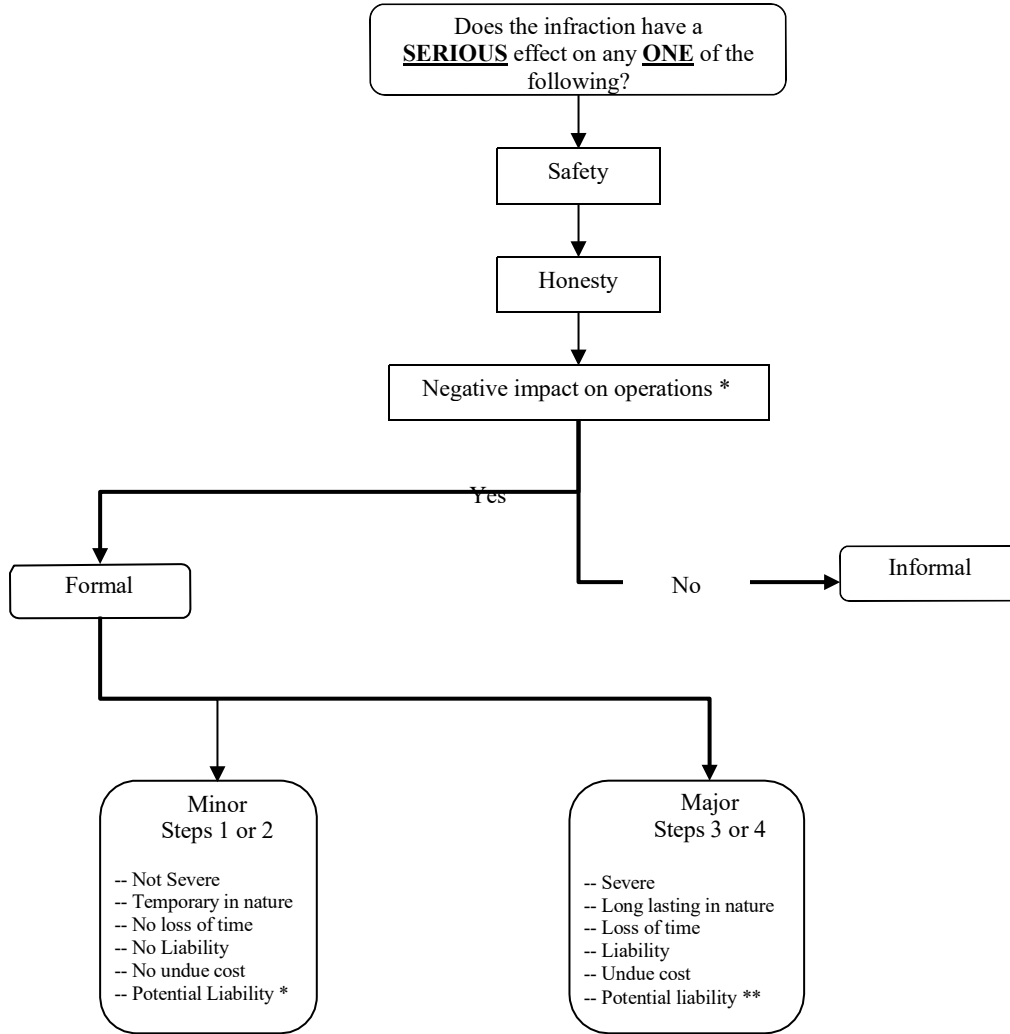 Does the infraction have a
SERIOUS effect on any ONE of the
following?
Safety
Honesty
Negative impact on operations *
Yes
No
Informal
Formal
Minor
Steps 1 or 2
-- Not Severe
-- Temporary in nature
-- No loss of time
-- No Liability
-- No undue cost
-- Potential Liability *
Major
Steps 3 or 4
-- Severe
-- Long lasting in nature
-- Loss of time
-- Liability
-- Undue cost
-- Potential liability **